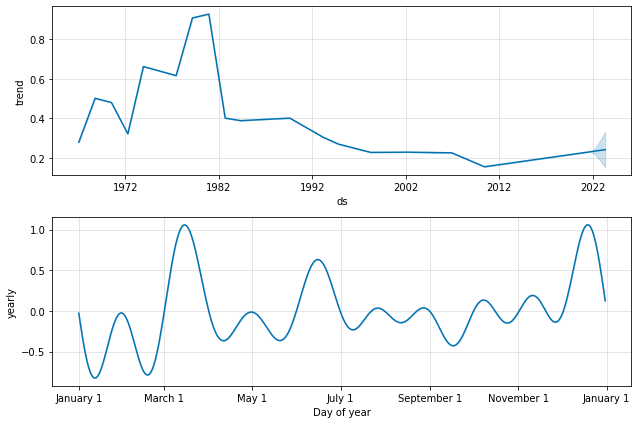 trend
0.8
0.6
0.4
0.2
1972 1982 1992 2002 2012 2022
ds
yearly
1.0
0.5
0.0
−0.5
January 1 March 1 May 1 July 1 September 1 November 1 January 1
Day of year